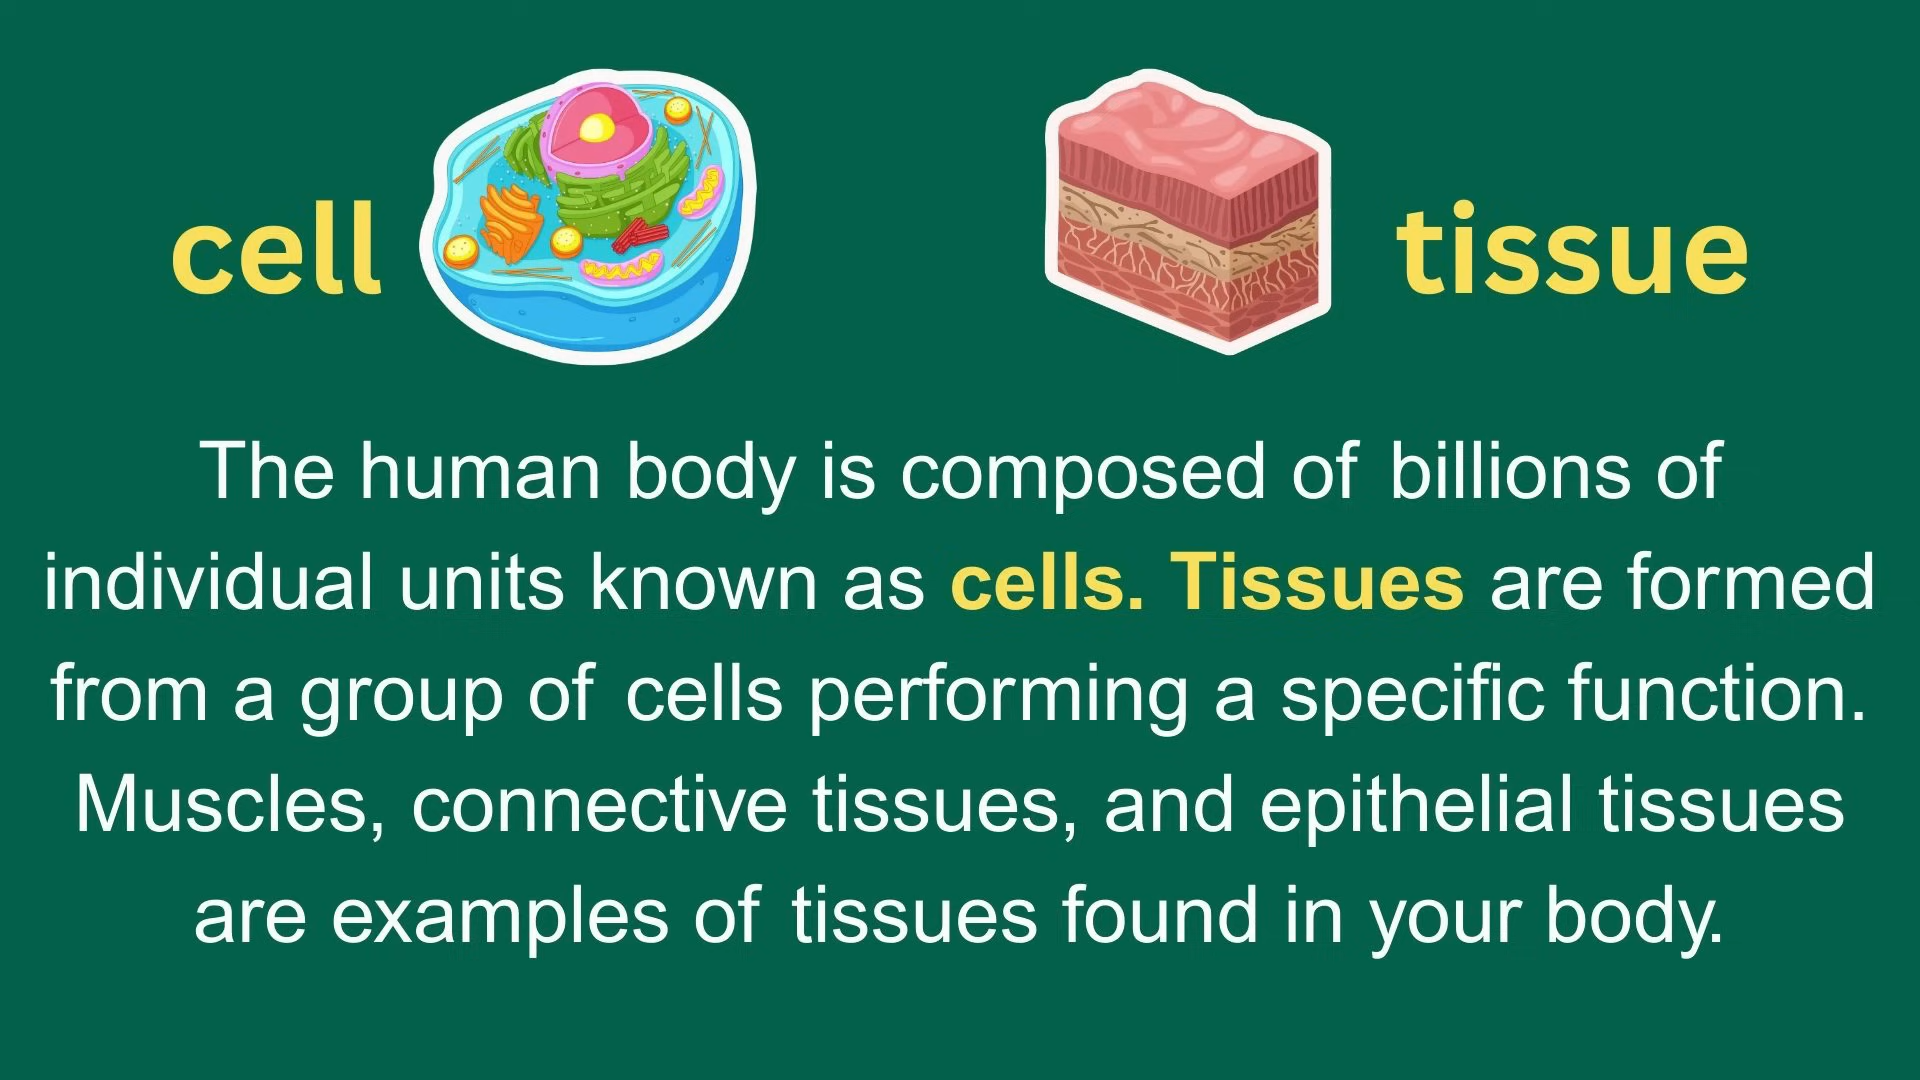 cell
tissue
The human body is composed of billions of
individual units known as cells. Tissues are formed
from a group of cells performing a specific function.
Muscles, connective tissues, and epithelial tissues
are examples of tissues found in your body.